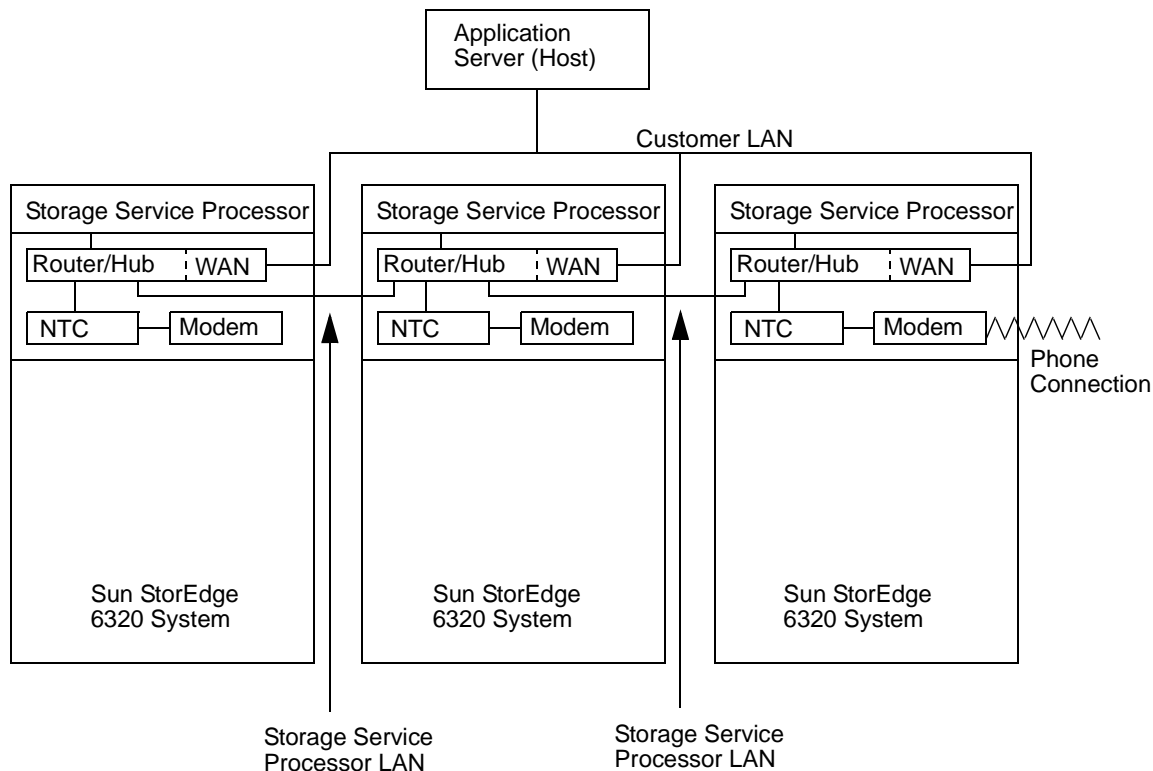 Application
Server (Host)
Customer LAN
Storage Service Processor
Router/Hub
WAN
NTC
Modem
Sun StorEdge
6320 System
Storage Service Processor
Router/Hub
WAN
NTC
Modem
Sun StorEdge
6320 System
Storage Service Processor
Router/Hub
WAN
NTC
Modem
Phone
Connection
Sun StorEdge
6320 System
Storage Service
Processor LAN
Storage Service
Processor LAN